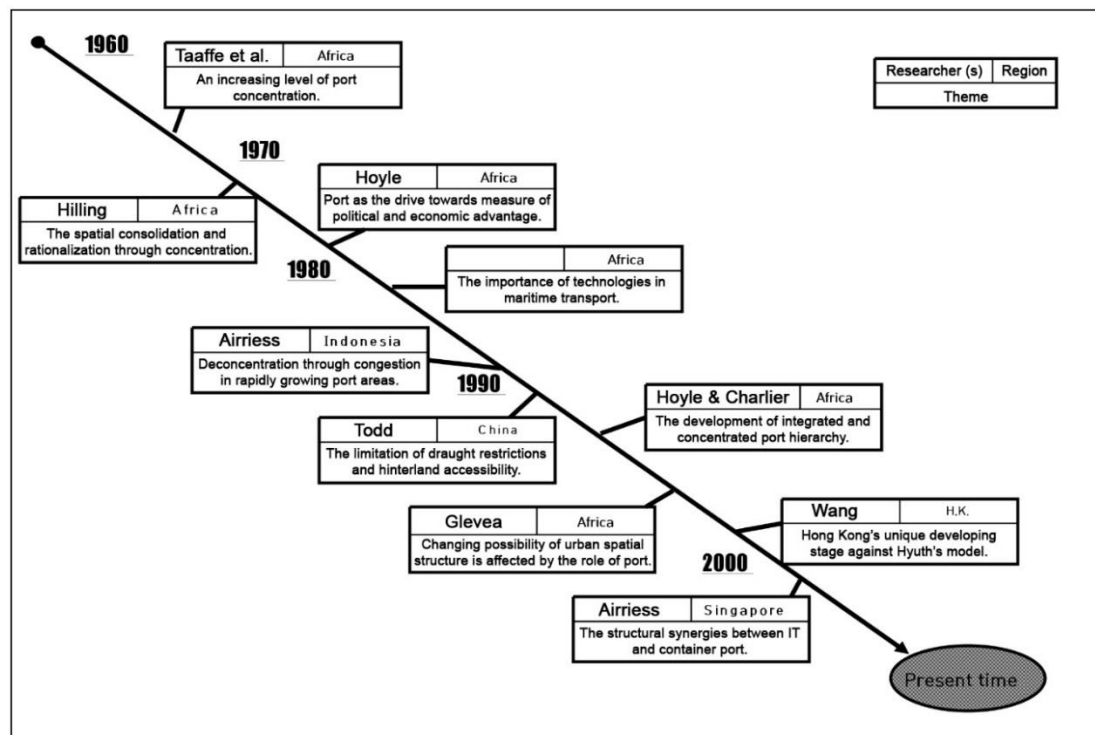 1960
Taaffe et al. Africa
An increasing level of port
concentration.
Researcher (s) Region
Theme
1970
Hilling Africa
The spatial consolidation and
rationalization through concentration.
Hoyle Africa
Port as the drive towards measure of
political and economic advantage.
1980
Africa
The importance of technologies in
maritime transport.
Airriess Indonesia
Deconcentration through congestion
in rapidly growing port areas.
1990
Todd China
The limitation of draught restrictions
and hinterland accessibility.
Hoyle & Charlier Africa
The development of integrated and
concentrated port hierarchy.
Glevea Africa
Changing possibility of urban spatial
structure is affected by the role of port.
Wang H.K.
Hong Kong's unique developing
stage against Hyuth's model.
2000
Airriess Singapore
The structural synergies between IT
and container port.
Present time